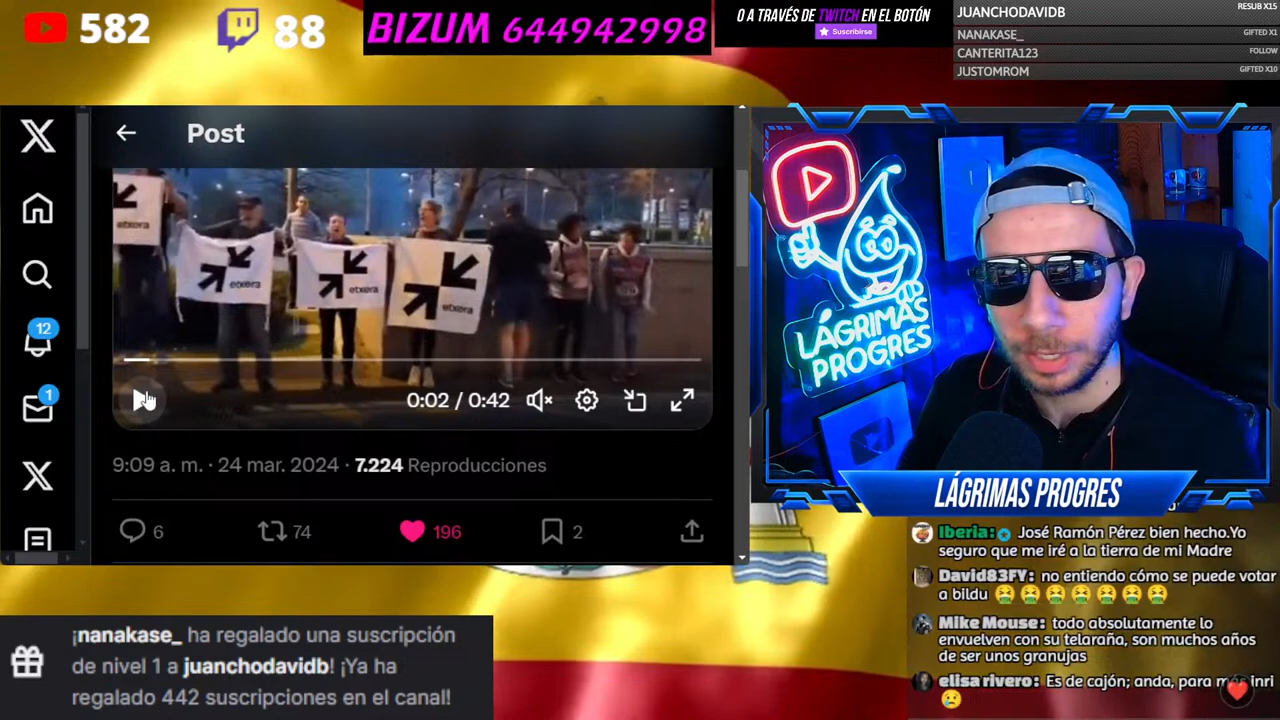 582
88
BIZUM 644942998
O A TRAVÉS DE TWITCH EN EL BOTÓN
Suscribirse
JUANCHODAVIDB
RESUB X15
NANAKASE_
GIFTED X1
CANTERITA123
FOLLOW
JUSTOMROM
GIFTED X10
Post
etxera
etxera
etxera
etxera
0:02 / 0:42
12
1
9:09 a. m. · 24 mar. 2024 · 7.224 Reproducciones
6
74
196
2
LÁGRIMAS
PROGRES
LÁGRIMAS PROGRES
Iberia: José Ramón Pérez bien hecho.Yo
seguro que me iré a la tierra de mi Madre
David83FY: no entiendo cómo se puede votar
a bildu 🤮🤮🤮🤮🤮🤮🤮
Mike Mouse: todo absolutamente lo
envuelven con su telaraña, son muchos años
de ser unos granujas
elisa rivero: Es de cajón; anda, para más inri
😢
¡nanakase_ ha regalado una suscripción
de nivel 1 a juanchodavidb! ¡Ya ha
regalado 442 suscripciones en el canal!